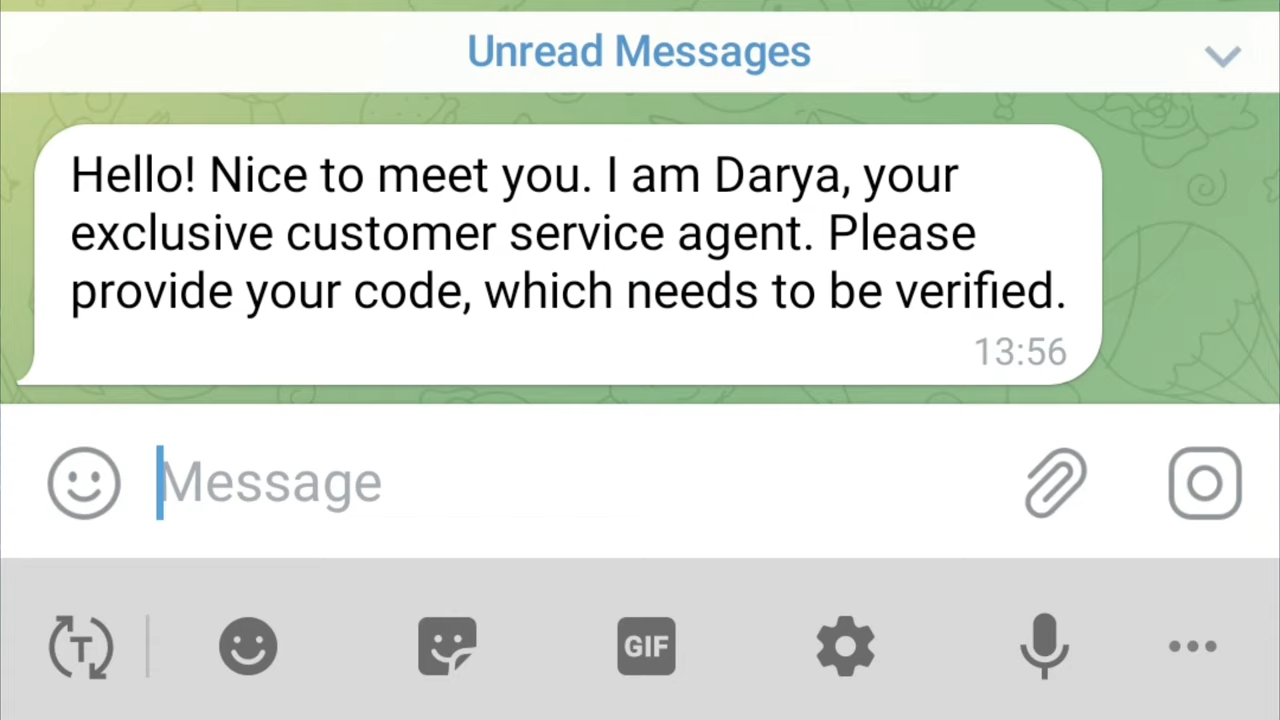 Unread Messages
Hello! Nice to meet you. I am Darya, your
exclusive customer service agent. Please
provide your code, which needs to be verified.
13:56
Message
T
GIF